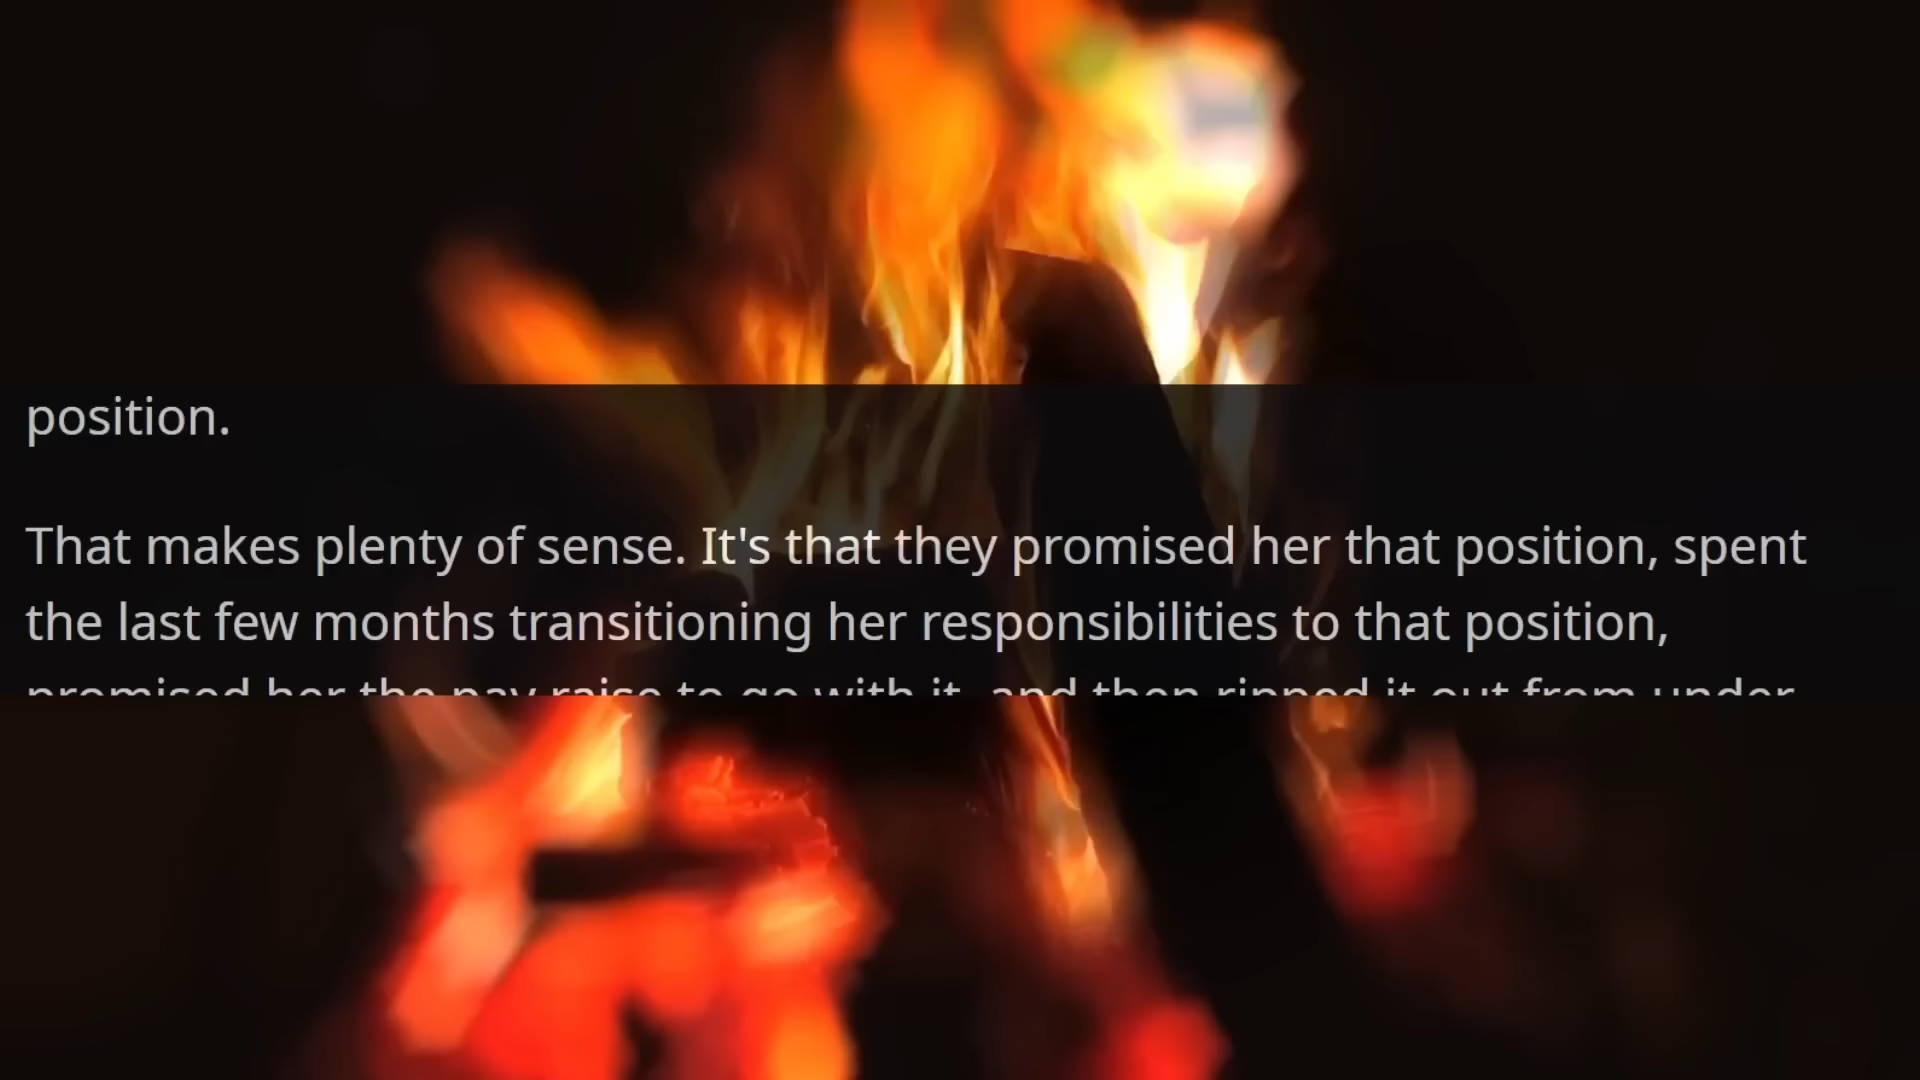 position.
That makes plenty of sense. It's that they promised her that position, spent
the last few months transitioning her responsibilities to that position,
promised her the pay raise to go with it, and then ripped it out from under